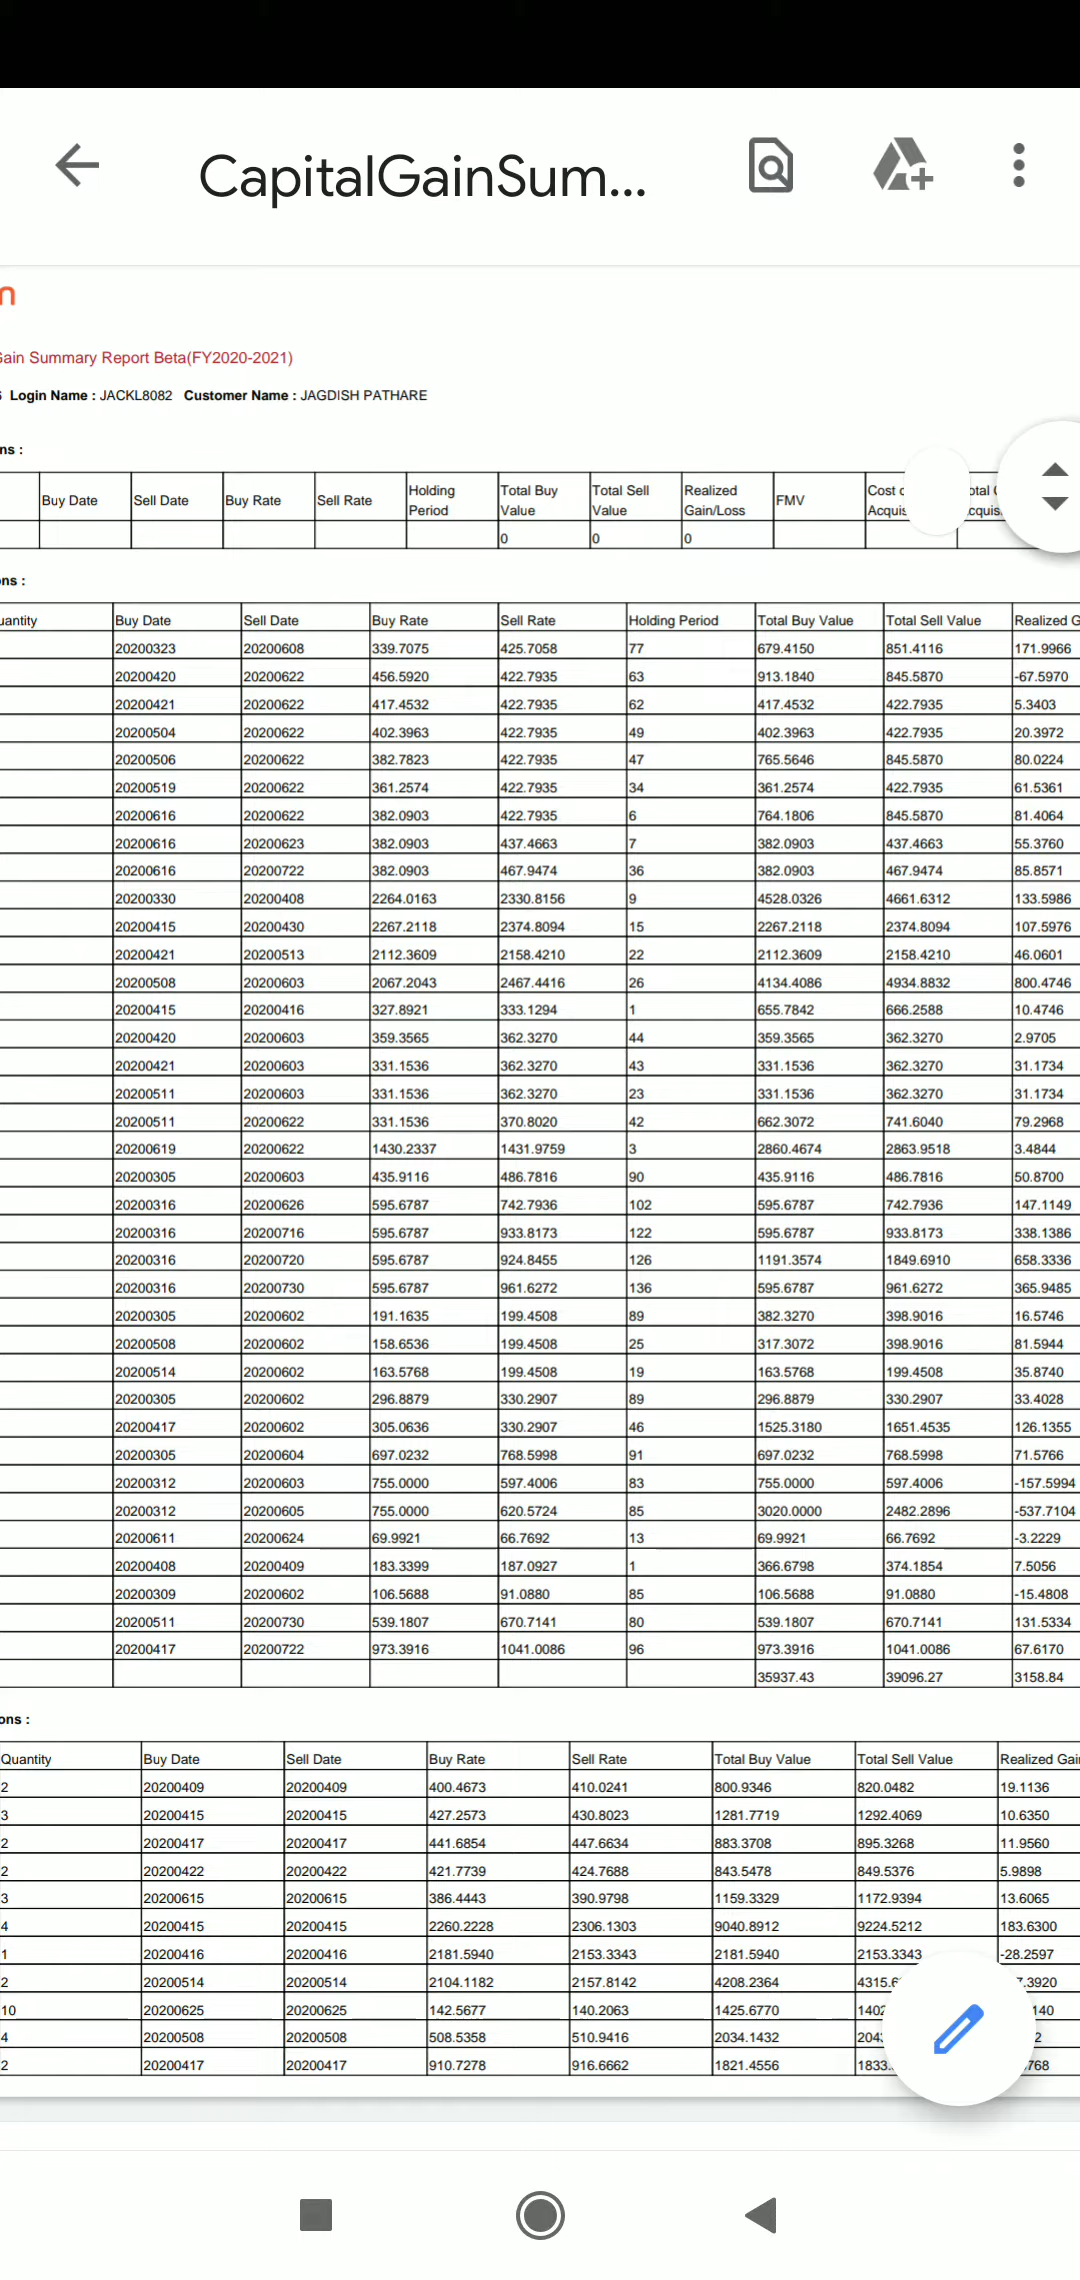 CapitalGainSum...
n
Gain Summary Report Beta(FY2020-2021)
Login Name : JACKL8082 Customer Name : JAGDISH PATHARE
ns :
Buy Date Sell Date Buy Rate Sell Rate Holding Period Total Buy Value Total Sell Value Realized Gain/Loss FMV Cost Acquis otal cquis
0 0 0
ons :
uantity Buy Date Sell Date Buy Rate Sell Rate Holding Period Total Buy Value Total Sell Value Realized G
20200323 20200608 339.7075 425.7058 77 679.4150 851.4116 171.9966
20200420 20200622 456.5920 422.7935 63 913.1840 845.5870 -67.5970
20200421 20200622 417.4532 422.7935 62 417.4532 422.7935 5.3403
20200504 20200622 402.3963 422.7935 49 402.3963 422.7935 20.3972
20200506 20200622 382.7823 422.7935 47 765.5646 845.5870 80.0224
20200519 20200622 361.2574 422.7935 34 361.2574 422.7935 61.5361
20200616 20200622 382.0903 422.7935 6 764.1806 845.5870 81.4064
20200616 20200623 382.0903 437.4663 7 382.0903 437.4663 55.3760
20200616 20200722 382.0903 467.9474 36 382.0903 467.9474 85.8571
20200330 20200408 2264.0163 2330.8156 9 4528.0326 4661.6312 133.5986
20200415 20200430 2267.2118 2374.8094 15 2267.2118 2374.8094 107.5976
20200421 20200513 2112.3609 2158.4210 22 2112.3609 2158.4210 46.0601
20200508 20200603 2067.2043 2467.4416 26 4134.4086 4934.8832 800.4746
20200415 20200416 327.8921 333.1294 1 655.7842 666.2588 10.4746
20200420 20200603 359.3565 362.3270 44 359.3565 362.3270 2.9705
20200421 20200603 331.1536 362.3270 43 331.1536 362.3270 31.1734
20200511 20200603 331.1536 362.3270 23 331.1536 362.3270 31.1734
20200511 20200622 331.1536 370.8020 42 662.3072 741.6040 79.2968
20200619 20200622 1430.2337 1431.9759 3 2860.4674 2863.9518 3.4844
20200305 20200603 435.9116 486.7816 90 435.9116 486.7816 50.8700
20200316 20200626 595.6787 742.7936 102 595.6787 742.7936 147.1149
20200316 20200716 595.6787 933.8173 122 595.6787 933.8173 338.1386
20200316 20200720 595.6787 924.8455 126 1191.3574 1849.6910 658.3336
20200316 20200730 595.6787 961.6272 136 595.6787 961.6272 365.9485
20200305 20200602 191.1635 199.4508 89 382.3270 398.9016 16.5746
20200508 20200602 158.6536 199.4508 25 317.3072 398.9016 81.5944
20200514 20200602 163.5768 199.4508 19 163.5768 199.4508 35.8740
20200305 20200602 296.8879 330.2907 89 296.8879 330.2907 33.4028
20200417 20200602 305.0636 330.2907 46 1525.3180 1651.4535 126.1355
20200305 20200604 697.0232 768.5998 91 697.0232 768.5998 71.5766
20200312 20200603 755.0000 597.4006 83 755.0000 597.4006 -157.5994
20200312 20200605 755.0000 620.5724 85 3020.0000 2482.2896 -537.7104
20200611 20200624 69.9921 66.7692 13 69.9921 66.7692 -3.2229
20200408 20200409 183.3399 187.0927 1 366.6798 374.1854 7.5056
20200309 20200602 106.5688 91.0880 85 106.5688 91.0880 -15.4808
20200511 20200730 539.1807 670.7141 80 539.1807 670.7141 131.5334
20200417 20200722 973.3916 1041.0086 96 973.3916 1041.0086 67.6170
35937.43 39096.27 3158.84
ons :
Quantity Buy Date Sell Date Buy Rate Sell Rate Total Buy Value Total Sell Value Realized Gai
2 20200409 20200409 400.4673 410.0241 800.9346 820.0482 19.1136
3 20200415 20200415 427.2573 430.8023 1281.7719 1292.4069 10.6350
2 20200417 20200417 441.6854 447.6634 883.3708 895.3268 11.9560
2 20200422 20200422 421.7739 424.7688 843.5478 849.5376 5.9898
3 20200615 20200615 386.4443 390.9798 1159.3329 1172.9394 13.6065
4 20200415 20200415 2260.2228 2306.1303 9040.8912 9224.5212 183.6300
1 20200416 20200416 2181.5940 2153.3343 2181.5940 2153.3343 -28.2597
2 20200514 20200514 2104.1182 2157.8142 4208.2364 4315.6 7.3920
10 20200625 20200625 142.5677 140.2063 1425.6770 1402 140
4 20200508 20200508 508.5358 510.9416 2034.1432 204 2
2 20200417 20200417 910.7278 916.6662 1821.4556 1833. 768